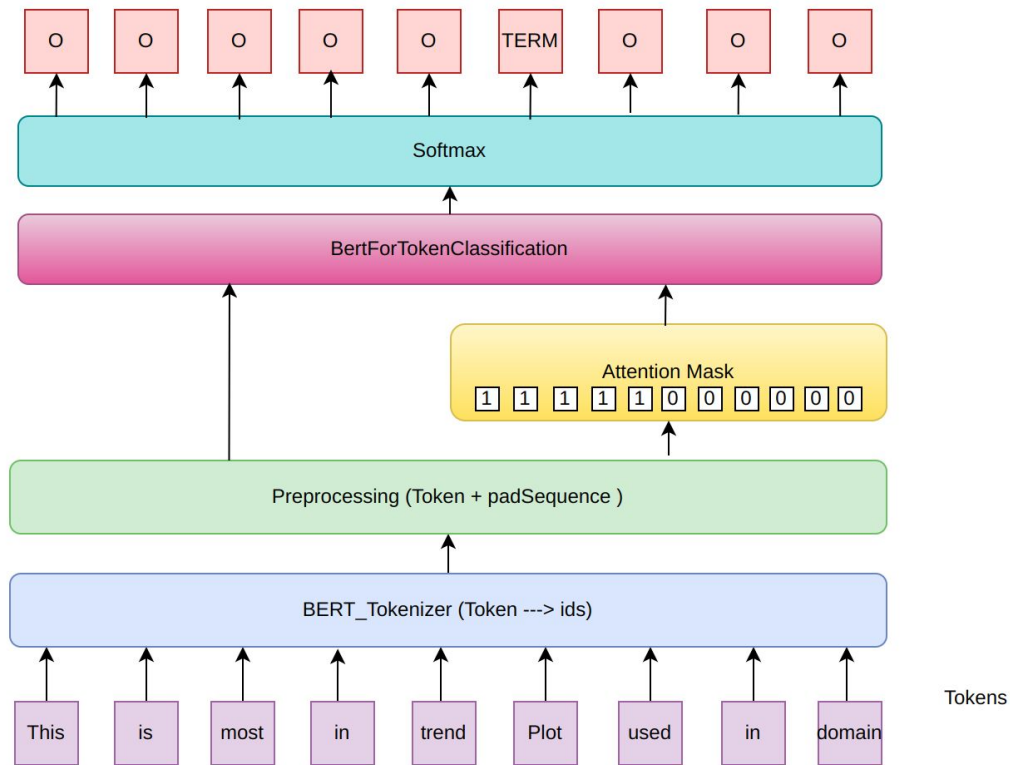 O O O O O TERM O O O
Softmax
BertForTokenClassification
Attention Mask
1 1 1 1 1 0 0 0 0 0 0
Preprocessing (Token + padSequence )
BERT_Tokenizer (Token ---> ids)
Tokens
This is most in trend Plot used in domain